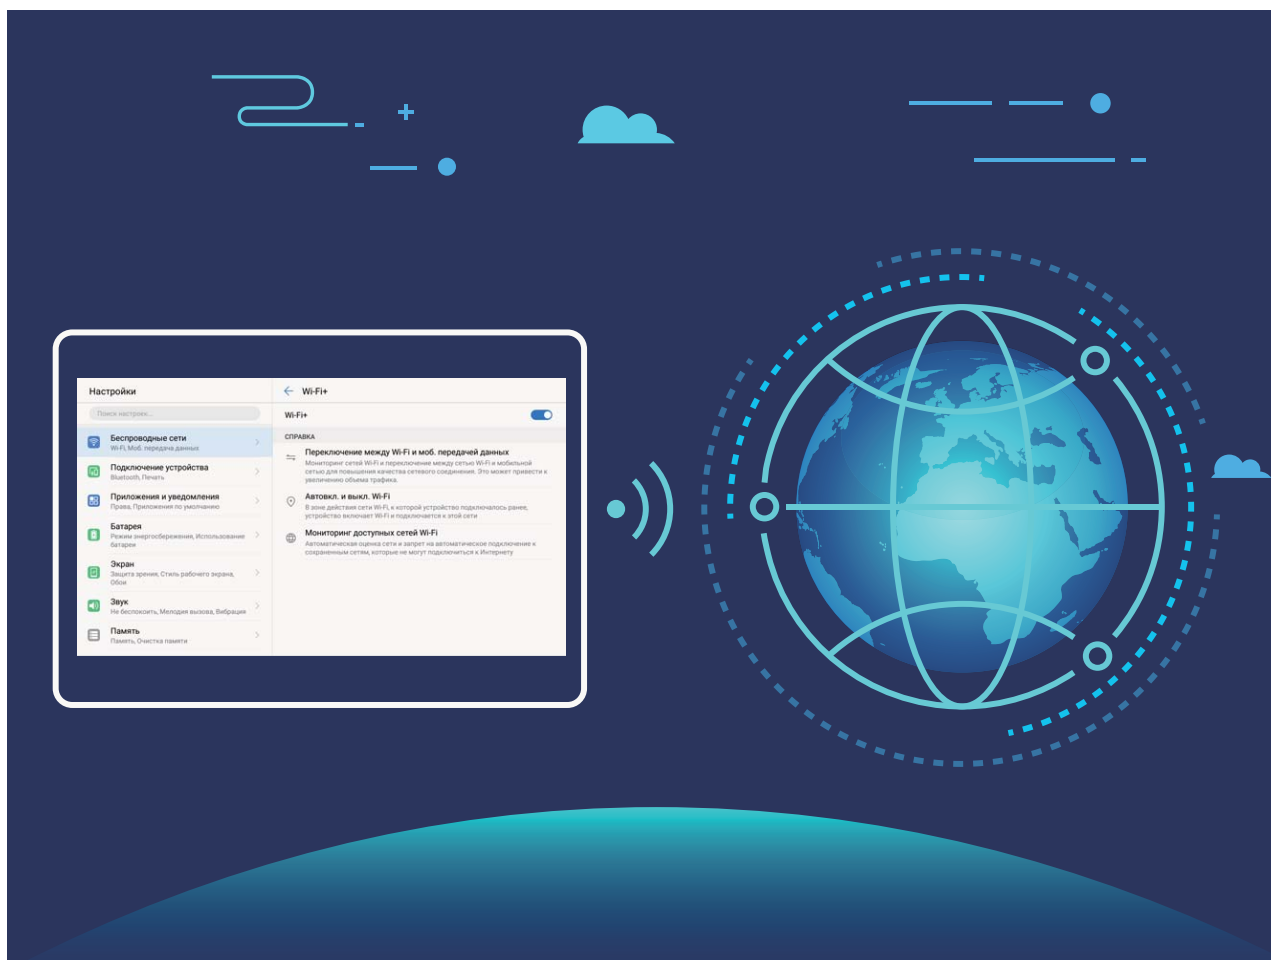 Настройки
Поиск настроек...
Беспроводные сети
Wi-Fi, Моб. передача данных
Подключение устройства
Bluetooth, Печать
Приложения и уведомления
Права, Приложения по умолчанию
Батарея
Режим энергосбережения, Использование
батареи
Экран
Защита зрения, Стиль рабочего экрана,
Обои
Звук
Не беспокоить, Мелодия вызова, Вибрация
Память
Память, Очистка памяти
Wi-Fi+
Wi-Fi+
СПРАВКА
Переключение между Wi-Fi и моб. передачей данных
Мониторинг сетей Wi-Fi и переключение между сетью Wi-Fi и мобильной
сетью для повышения качества сетевого соединения. Это может привести к
увеличению объема трафика.
Автовкл. и выкл. Wi-Fi
В зоне действия сети Wi-Fi, к которой устройство подключалось ранее,
устройство включает Wi-Fi и подключается к этой сети
Мониторинг доступных сетей Wi-Fi
Автоматическая оценка сети и запрет на автоматическое подключение к
сохраненным сетям, которые не могут подключиться к Интернету